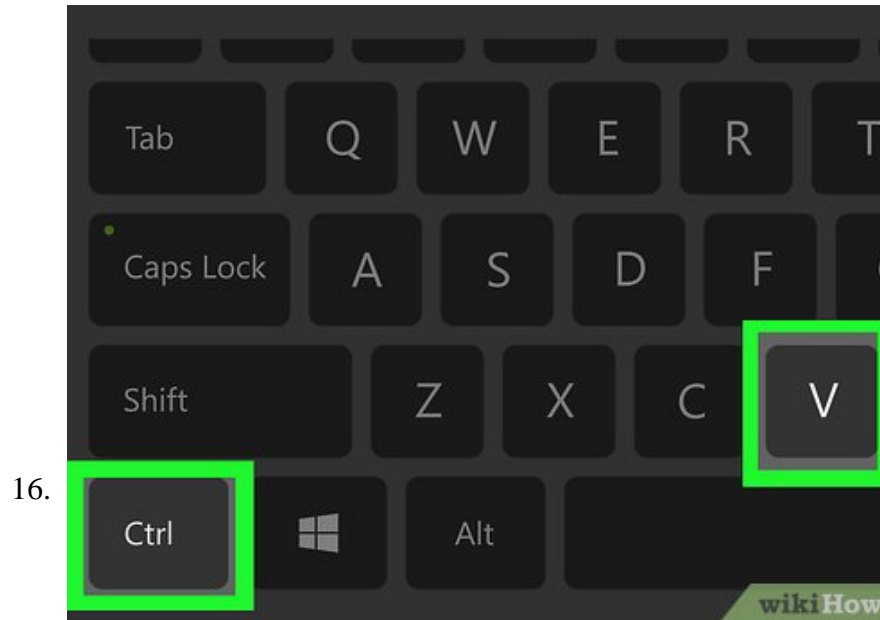 Tab Q W E R T
Caps Lock A S D F
Shift Z X C V
16.
Ctrl Alt
wikiHow